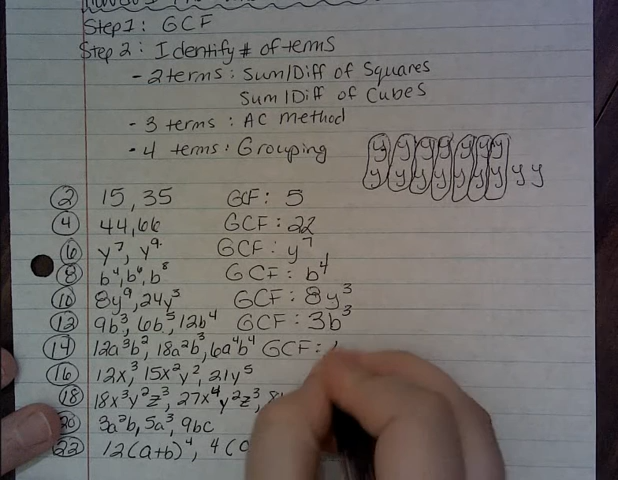 Step 1: GCF
Step 2: Identify # of terms
- 2 terms: Sum/Diff of Squares
Sum/Diff of Cubes
- 3 terms: AC Method
- 4 terms: Grouping
y y y y y y y
y y y y y y y y y
② 15, 35 GCF: 5
④ 44, 66 GCF: 22
⑥ y⁷, y⁹ GCF: y⁷
⑧ b⁴, b⁶, b⁸ GCF: b⁴
⑩ 8y⁹, 24y³ GCF: 8y³
⑫ 9b³, 6b⁵, 12b⁴ GCF: 3b³
⑭ 12a³b², 18a²b³, 6a⁴b⁴ GCF:
⑯ 12x³, 15x²y², 21y⁵
⑱ 18x³y²z³, 27x⁴y²z³,
3a²b, 5a³, 9bc
㉒ 12(a+b)⁴, 4(